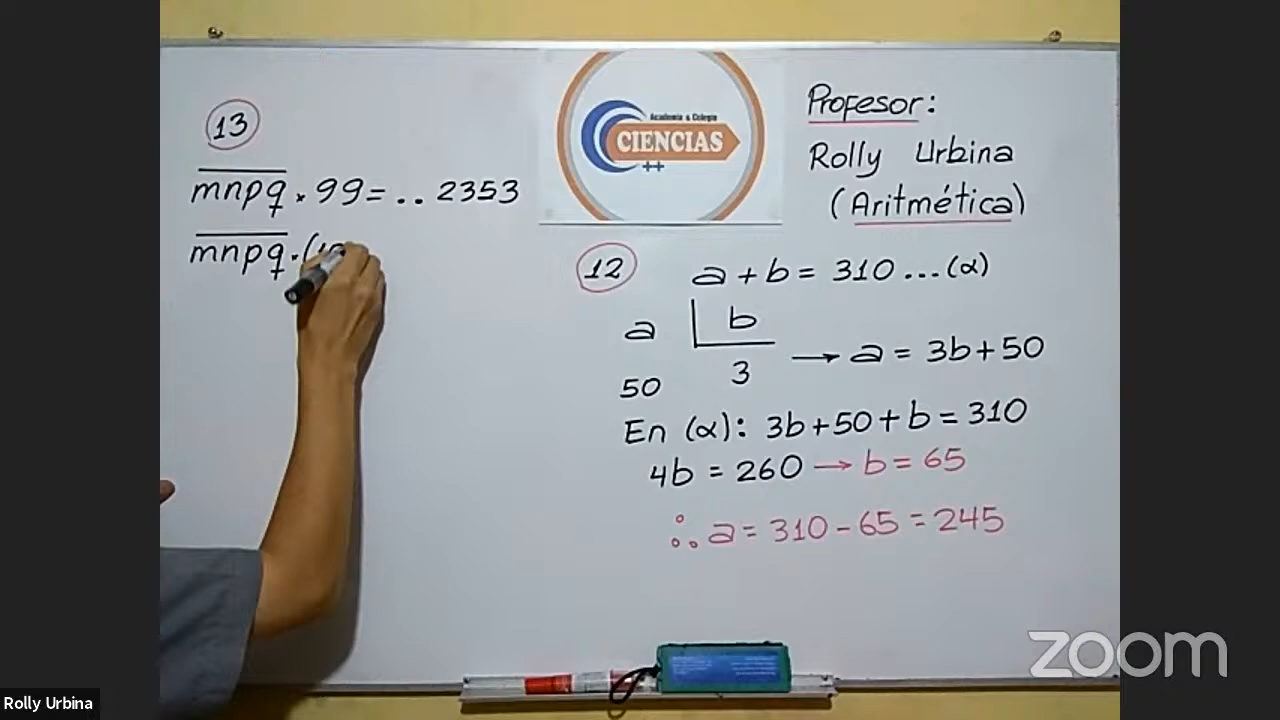 13
mnpq × 99 = .. 2353
mnpq · (10
Academia & Colegio
CIENCIAS
++
Profesor:
Rolly Urbina
(Aritmética)
12 a + b = 310 ... (α)
a b
50 3 → a = 3b + 50
En (α): 3b + 50 + b = 310
4b = 260 → b = 65
∴ a = 310 - 65 = 245
zoom
Rolly Urbina